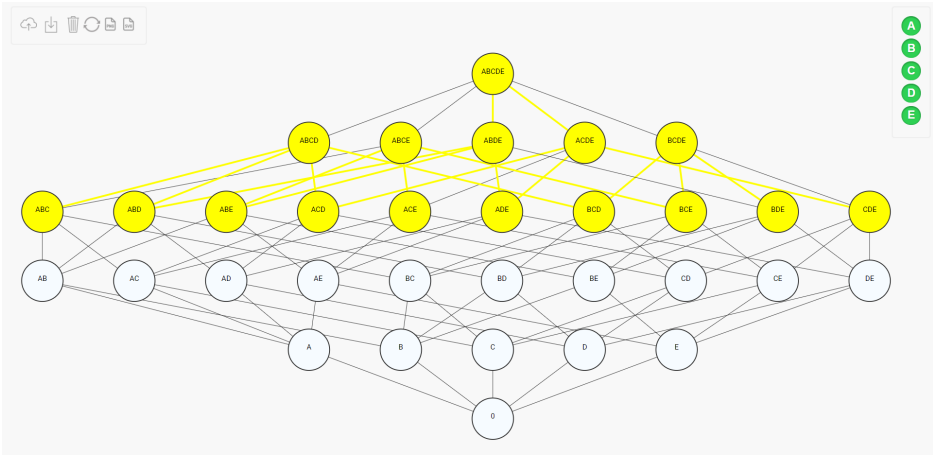 A
B
C
D
E
ABCDE
ABCD ABCE ABDE ACDE BCDE
ABC ABD ABE ACD ACE ADE BCD BCE BDE CDE
AB AC AD AE BC BD BE CD CE DE
A B C D E
0